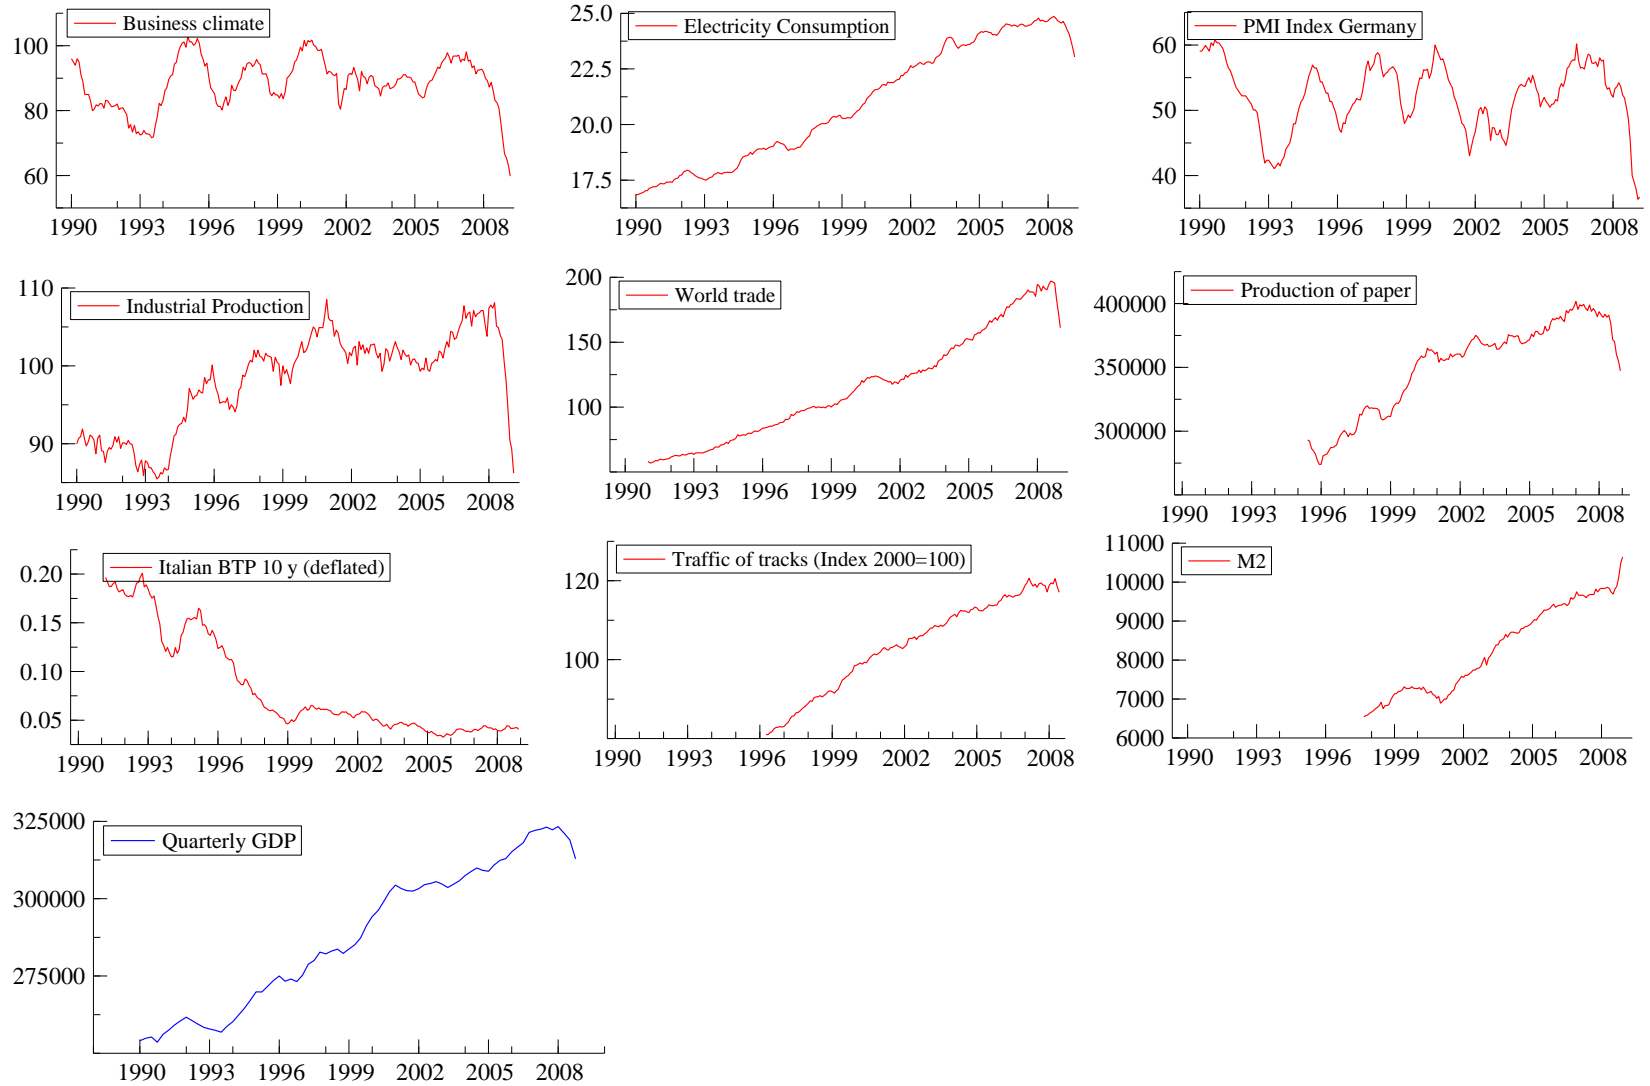 Business climate
100
80
60
1990 1993 1996 1999 2002 2005 2008
Electricity Consumption
25.0
22.5
20.0
17.5
1990 1993 1996 1999 2002 2005 2008
PMI Index Germany
60
50
40
1990 1993 1996 1999 2002 2005 2008
Industrial Production
110
100
90
1990 1993 1996 1999 2002 2005 2008
World trade
200
150
100
1990 1993 1996 1999 2002 2005 2008
Production of paper
400000
350000
300000
1990 1993 1996 1999 2002 2005 2008
Italian BTP 10 y (deflated)
0.20
0.15
0.10
0.05
1990 1993 1996 1999 2002 2005 2008
Traffic of tracks (Index 2000=100)
120
100
1990 1993 1996 1999 2002 2005 2008
M2
11000
10000
9000
8000
7000
6000
1990 1993 1996 1999 2002 2005 2008
Quarterly GDP
325000
300000
275000
1990 1993 1996 1999 2002 2005 2008